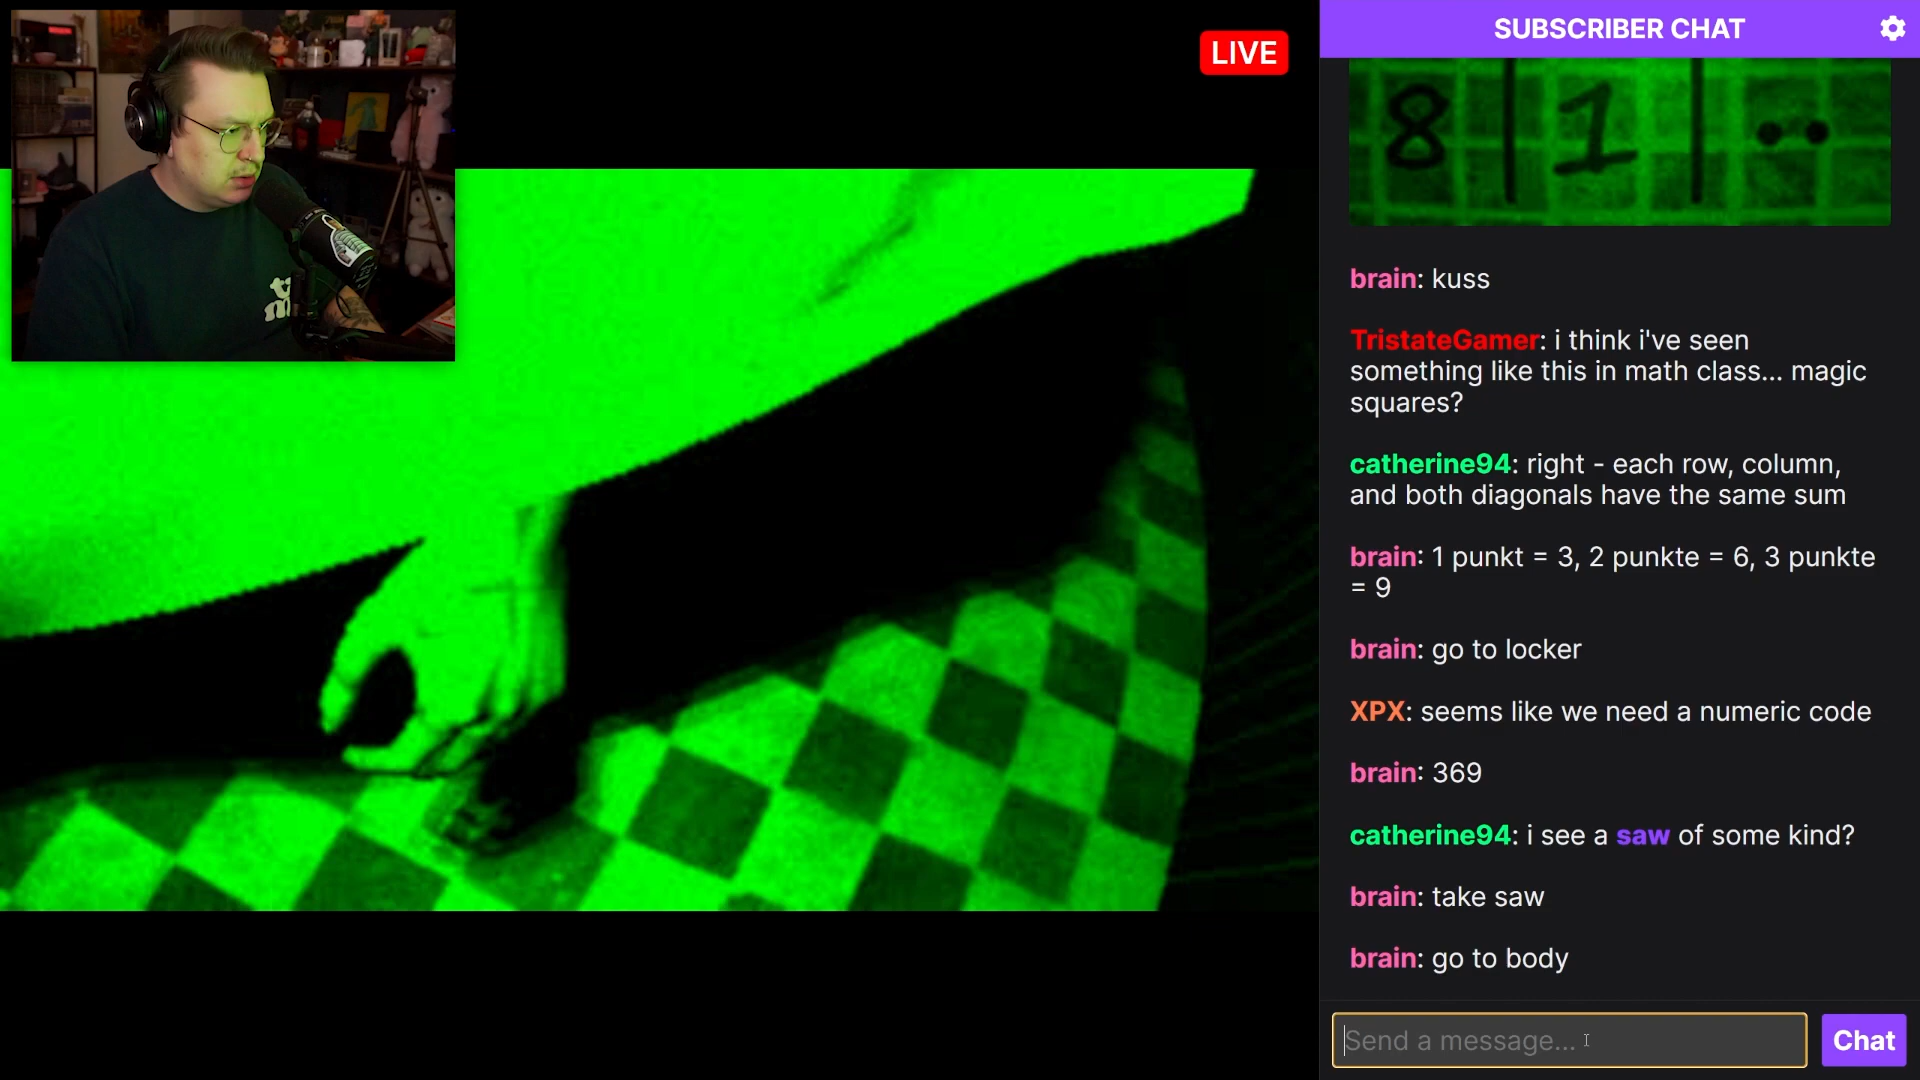 LIVE
SUBSCRIBER CHAT
8 1
brain: kuss
TristateGamer: i think i've seen
something like this in math class... magic
squares?
catherine94: right - each row, column,
and both diagonals have the same sum
brain: 1 punkt = 3, 2 punkte = 6, 3 punkte
= 9
brain: go to locker
XPX: seems like we need a numeric code
brain: 369
catherine94: i see a saw of some kind?
brain: take saw
brain: go to body
Send a message...
Chat